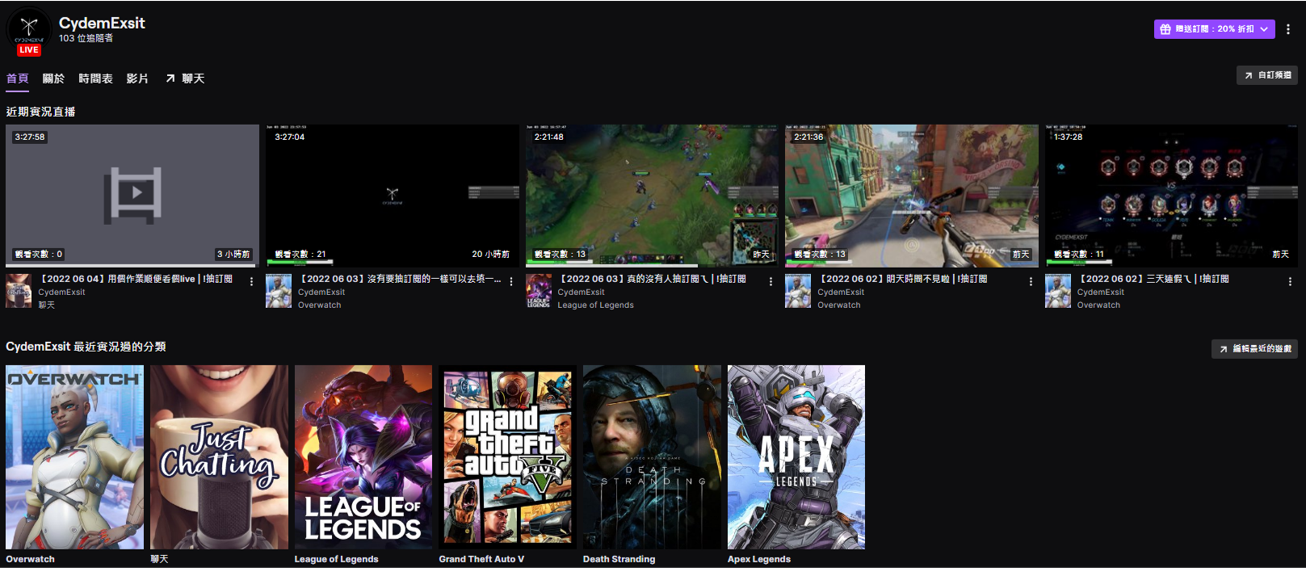 CydemExsit
103 位追隨者
LIVE
贈送訂閱：20% 折扣
首頁 關於 時間表 影片 聊天
自訂頻道
近期實況直播
3:27:58
觀看次數：0
3 小時前
【2022 06 04】用個作業順便看個live | !抽訂閱
CydemExsit
聊天
3:27:04
觀看次數：21
20 小時前
【2022 06 03】沒有要抽訂閱的一樣可以去填一...
CydemExsit
Overwatch
2:21:48
觀看次數：13
昨天
【2022 06 03】真的沒有人抽訂閱ㄟ | !抽訂閱
CydemExsit
League of Legends
2:21:36
觀看次數：13
前天
【2022 06 02】明天時間不見啦 | !抽訂閱
CydemExsit
Overwatch
1:37:28
VS
CYDEMEXSIT
觀看次數：11
前天
【2022 06 02】三天連假ㄟ | !抽訂閱
CydemExsit
Overwatch
CydemExsit 最近實況過的分類
編輯最近的遊戲
OVERWATCH
Just
Chatting
LEAGUE OF
LEGENDS
grand
theft
auto
FIVE
DEATH
STRANDING
APEX
LEGENDS
Overwatch
聊天
League of Legends
Grand Theft Auto V
Death Stranding
Apex Legends